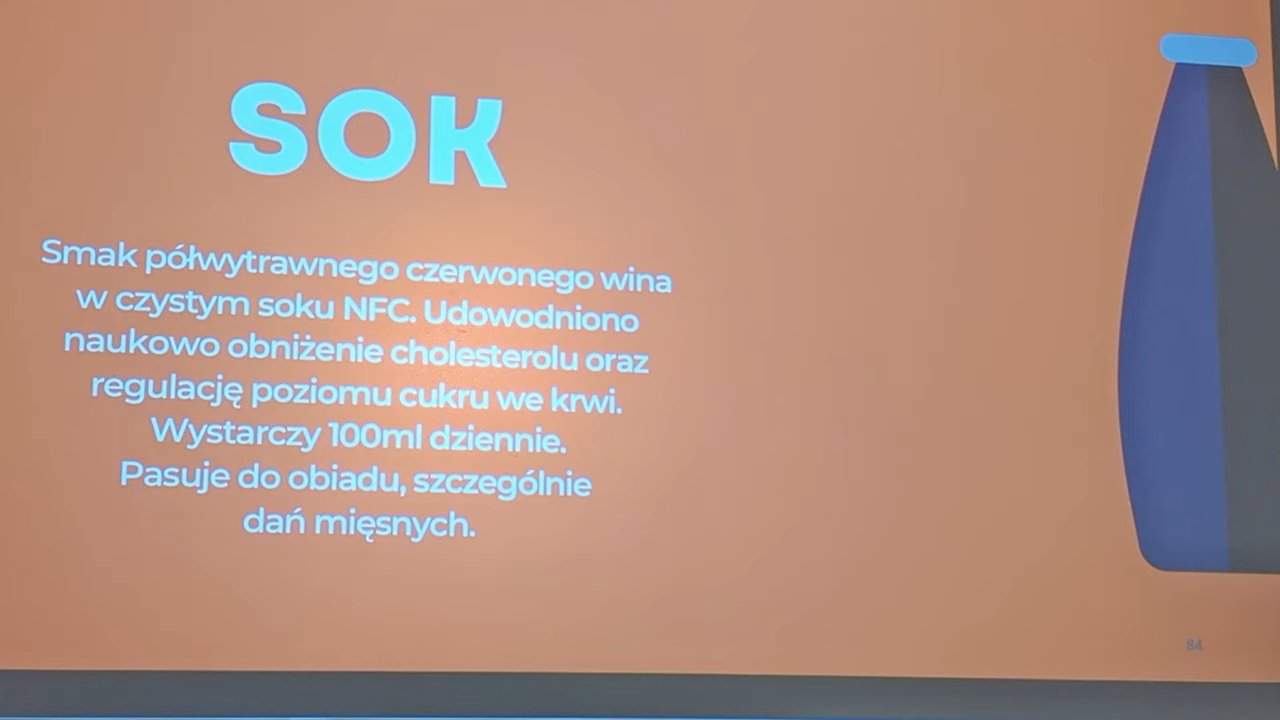 SOK
Smak półwytrawnego czerwonego wina
w czystym soku NFC. Udowodniono
naukowo obniżenie cholesterolu oraz
regulację poziomu cukru we krwi.
Wystarczy 100ml dziennie.
Pasuje do obiadu, szczególnie
dań mięsnych.
84